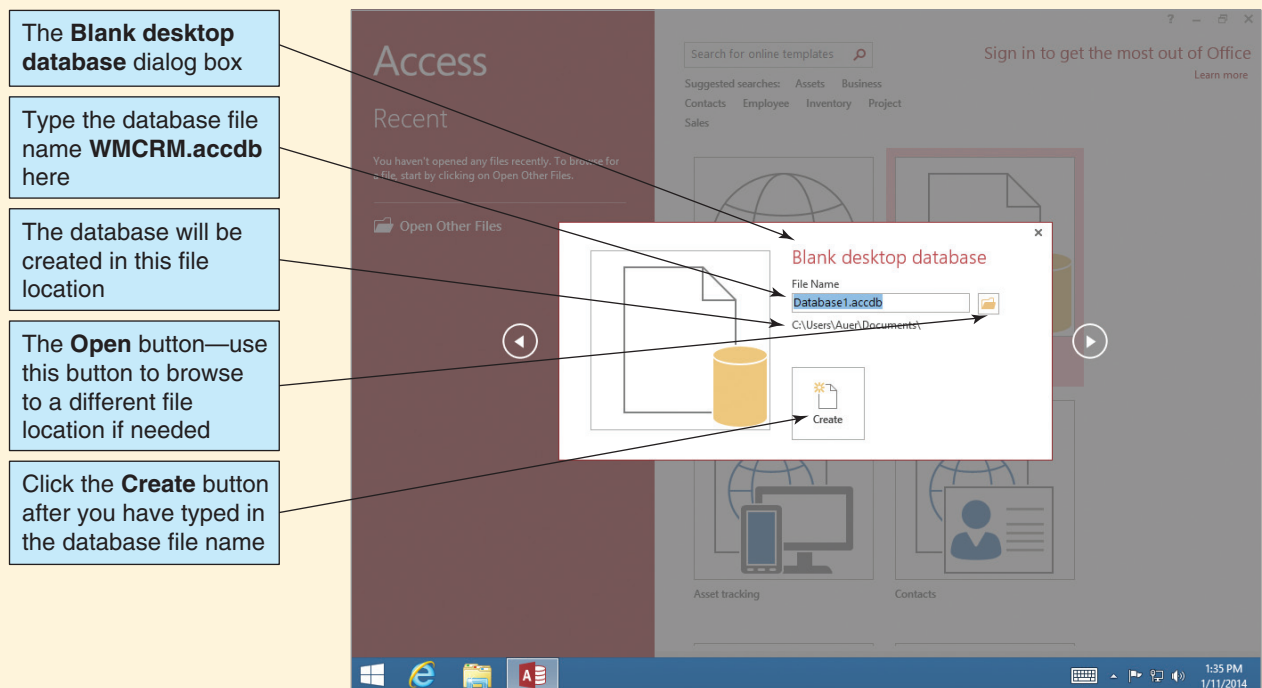 The Blank desktop
database dialog box
Type the database file
name WMCRM.accdb
here
The database will be
created in this file
location
The Open button—use
this button to browse
to a different file
location if needed
Click the Create button
after you have typed in
the database file name
Access
Recent
You haven't opened any files recently. To browse for
a file, start by clicking on Open Other Files.
Open Other Files
Search for online templates
Suggested searches: Assets Business
Contacts Employee Inventory Project
Sales
?
Sign in to get the most out of Office
Learn more
Blank desktop database
File Name
Database1.accdb
C:\Users\Auer\Documents\
Create
Asset tracking
Contacts
1:35 PM
1/11/2014